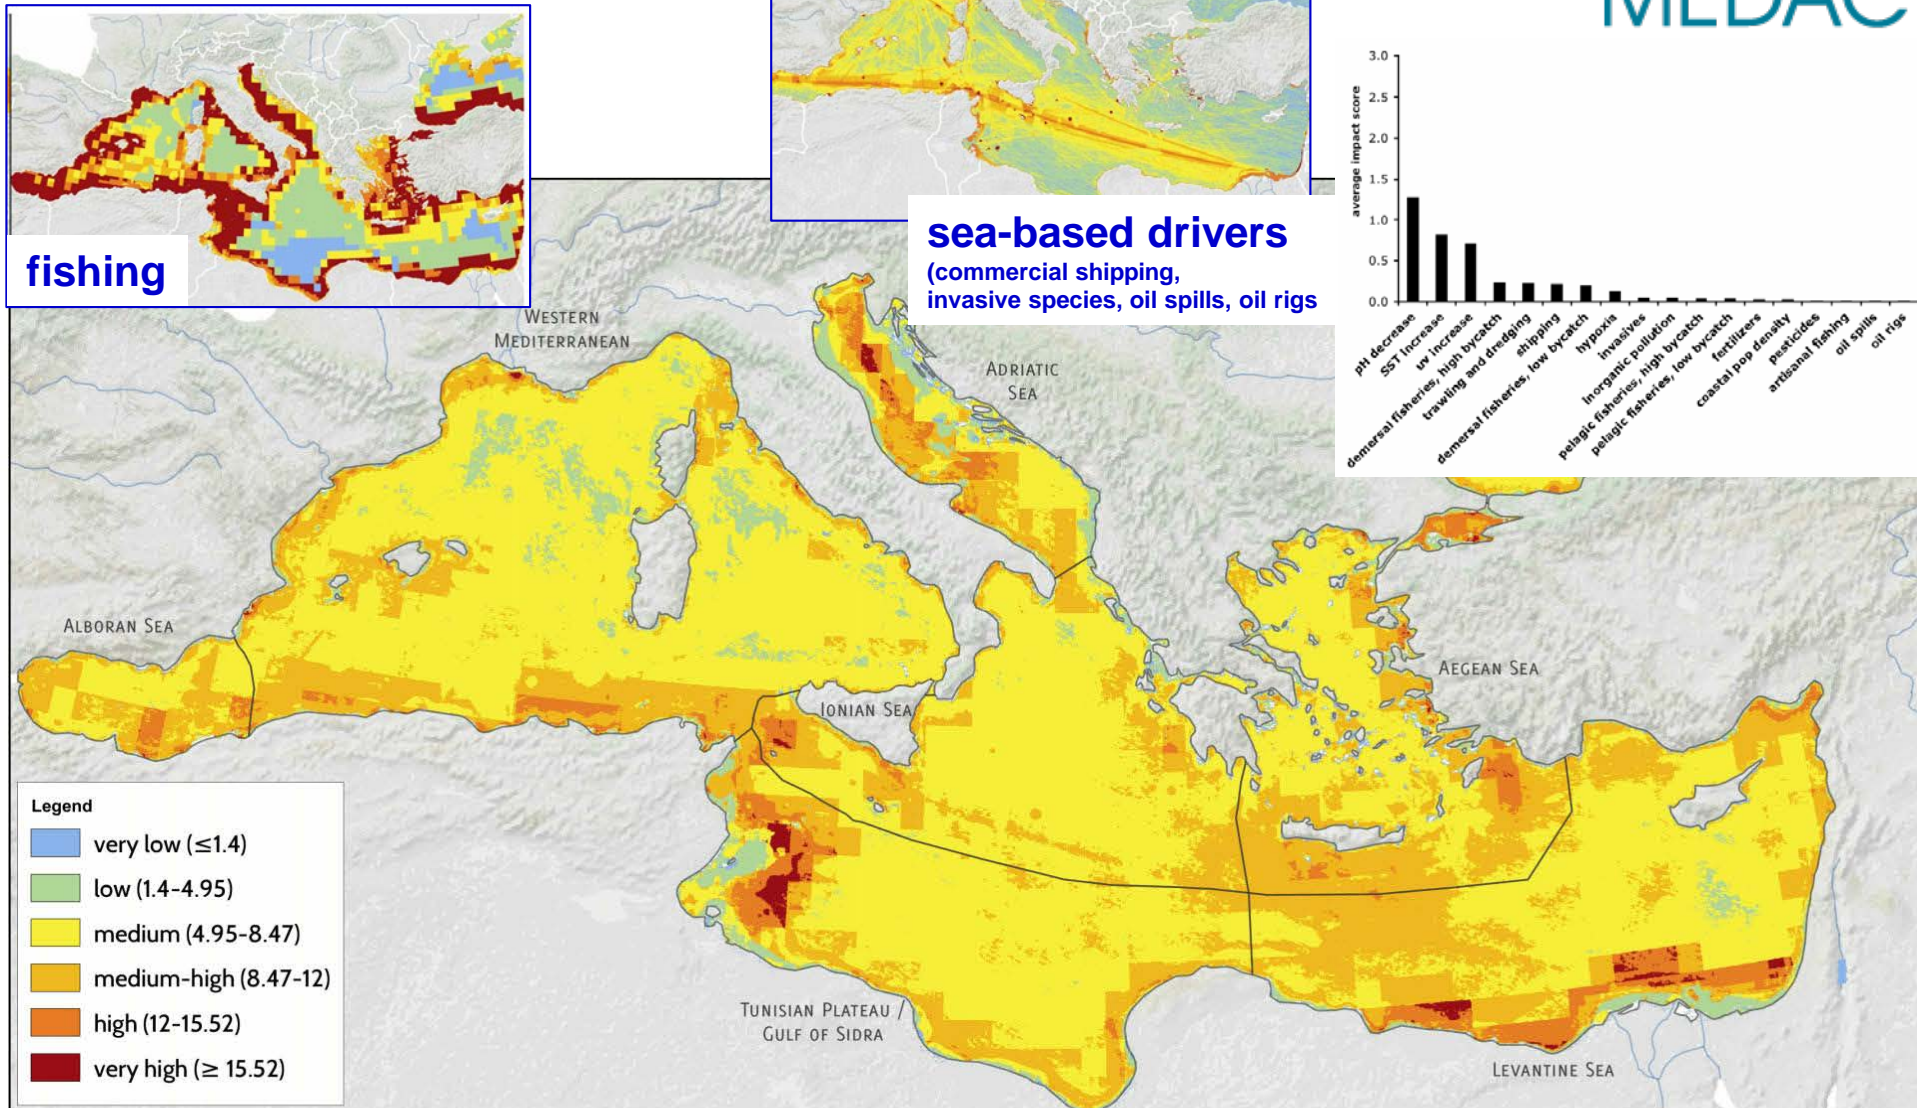 MEDAC
fishing
sea-based drivers
(commercial shipping,
invasive species, oil spills, oil rigs
average impact score
3.0
2.5
2.0
1.5
1.0
0.5
0.0
pH decrease
SST Increase
uv increase
demersal fisheries, high bycatch
trawling and dredging
shipping
demersal fisheries, low bycatch
hypoxia
invasives
inorganic pollution
pelagic fisheries, high bycatch
pelagic fisheries, low bycatch
fertilizers
coastal pop density
pesticides
artisanal fishing
oil spills
oil rigs
WESTERN
MEDITERRANEAN
ADRIATIC
SEA
ALBORAN SEA
IONIAN SEA
AEGEAN SEA
TUNISIAN PLATEAU /
GULF OF SIDRA
LEVANTINE SEA
Legend
very low (≤1.4)
low (1.4-4.95)
medium (4.95-8.47)
medium-high (8.47-12)
high (12-15.52)
very high (≥ 15.52)